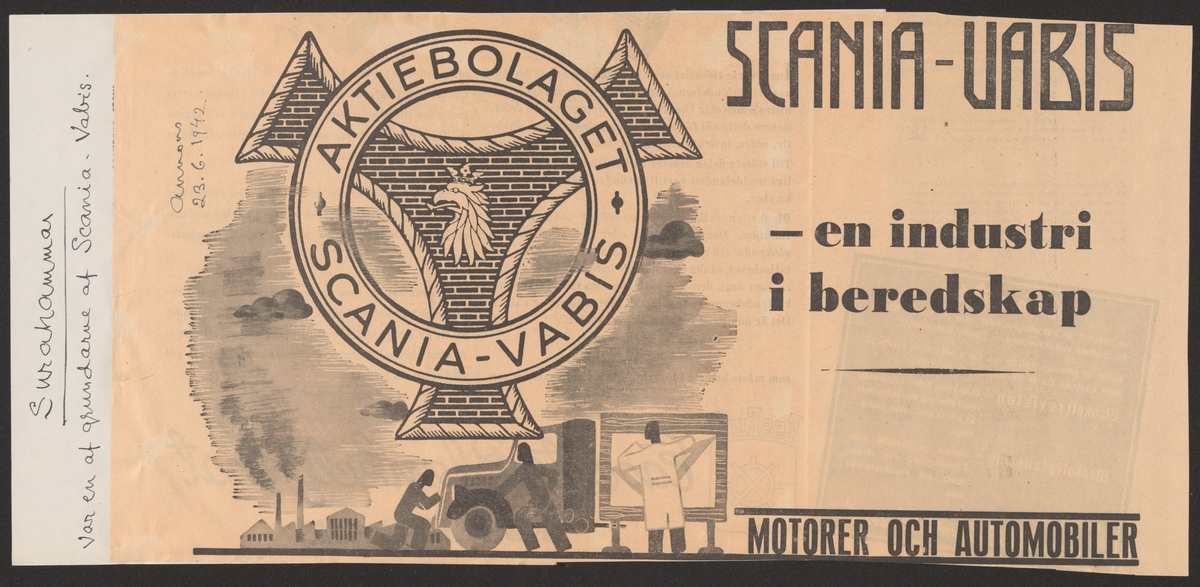 Surahammar
var en af grundarne af Scania-Vabis.
Annons
23.6.1942
AKTIEBOLAGET
SCANIA-VABIS
SCANIA-VABIS
— en industri
i beredskap
MOTORER OCH AUTOMOBILER